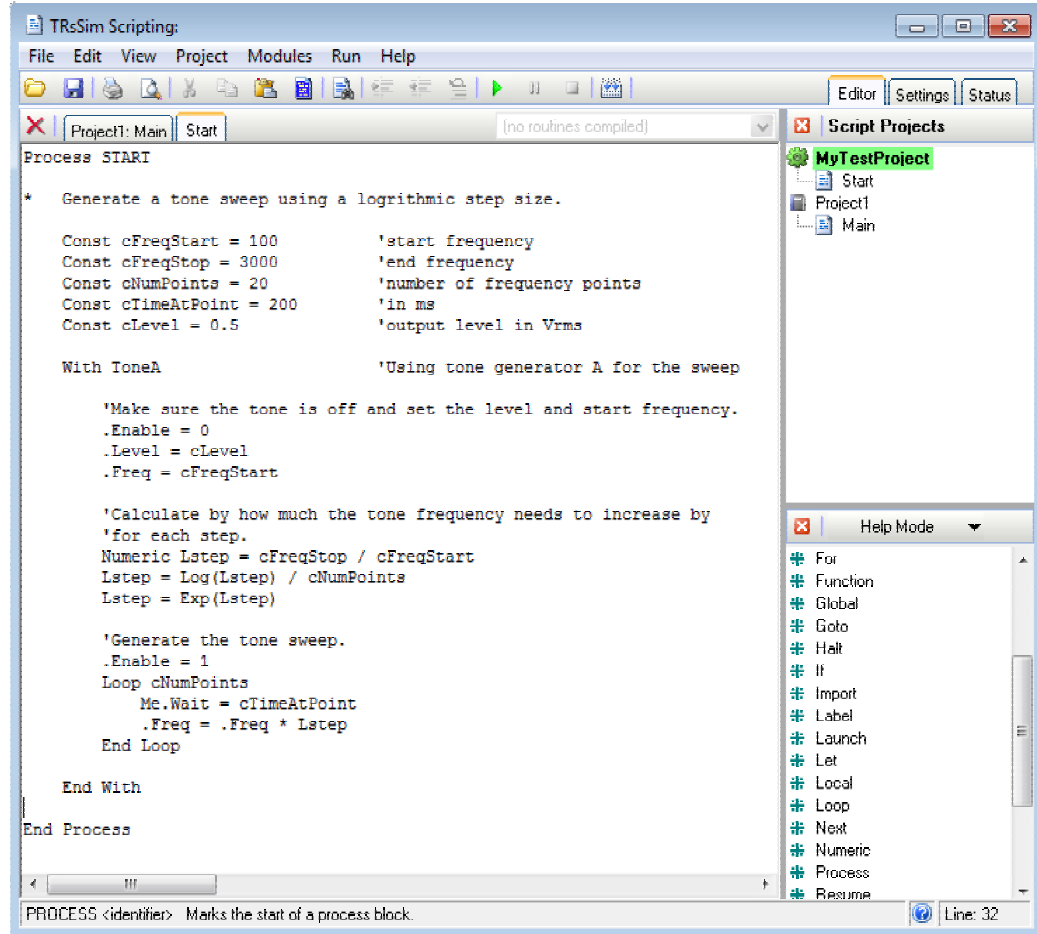 TRsSim Scripting:
File Edit View Project Modules Run Help
Editor Settings Status
Project1: Main Start (no routines compiled) Script Projects
Process START
* Generate a tone sweep using a logrithmic step size.
Const cFreqStart = 100 'start frequency
Const cFreqStop = 3000 'end frequency
Const cNumPoints = 20 'number of frequency points
Const cTimeAtPoint = 200 'in ms
Const cLevel = 0.5 'output level in Vrms
With ToneA 'Using tone generator A for the sweep
'Make sure the tone is off and set the level and start frequency.
.Enable = 0
.Level = cLevel
.Freq = cFreqStart
'Calculate by how much the tone frequency needs to increase by
'for each step.
Numeric Lstep = cFreqStop / cFreqStart
Lstep = Log(Lstep) / cNumPoints
Lstep = Exp(Lstep)
'Generate the tone sweep.
.Enable = 1
Loop cNumPoints
Me.Wait = cTimeAtPoint
.Freq = .Freq * Lstep
End Loop
End With
End Process
MyTestProject
Start
Project1
Main
Help Mode
For
Function
Global
Goto
Halt
If
Import
Label
Launch
Let
Local
Loop
Next
Numeric
Process
Resume
PROCESS <identifier> Marks the start of a process block.
Line: 32